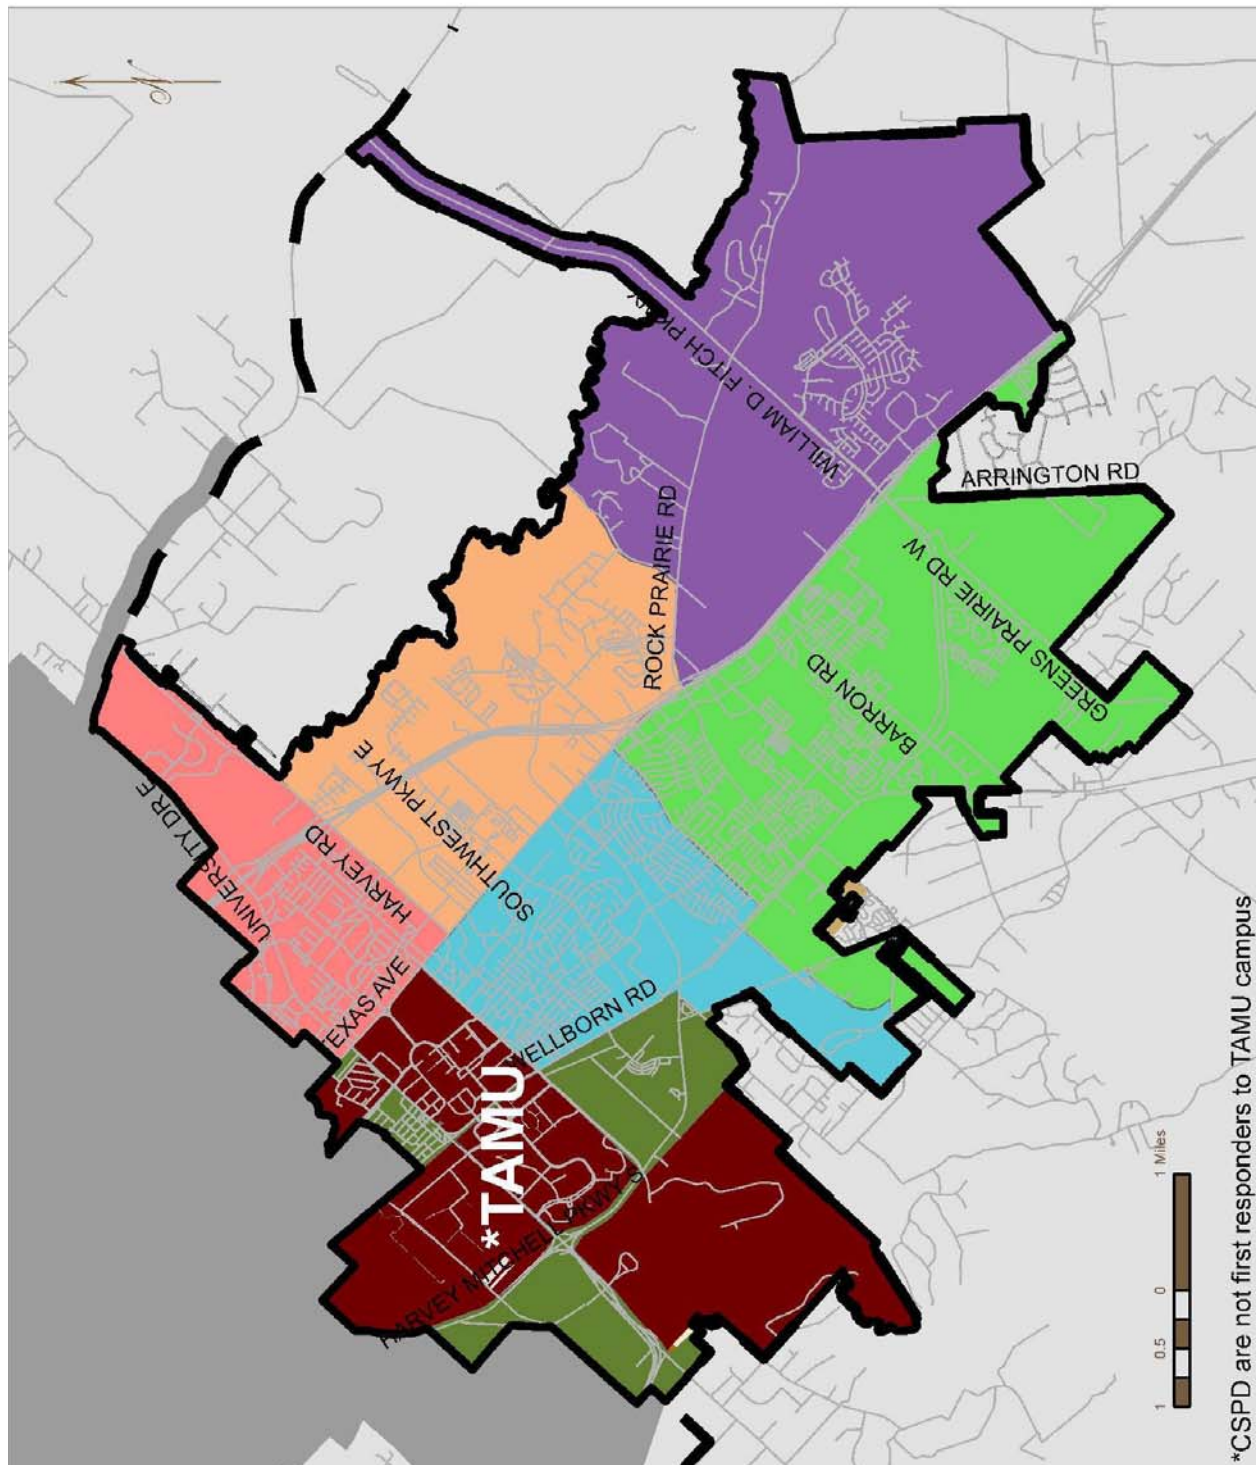 N
UNIVERSITY DR E
HARVEY RD
TEXAS AVE
SOUTHWEST PKWY E
ROCK PRAIRIE RD
WILLIAM D. FITCH PKWY
ARRINGTON RD
GREENS PRAIRIE RD W
BARRON RD
WELLBORN RD
*TAMU
HARVEY MITCHELL PKWY S
1 0.5 0 1 Miles
*CSPD are not first responders to TAMU campus